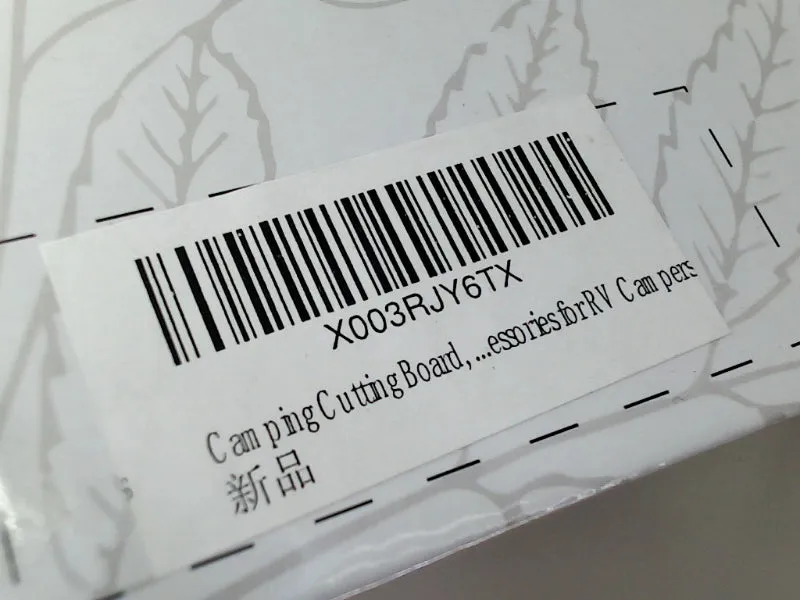 X003RJY6TX
Camping Cutting Board, ...essories for RV Campers
新品